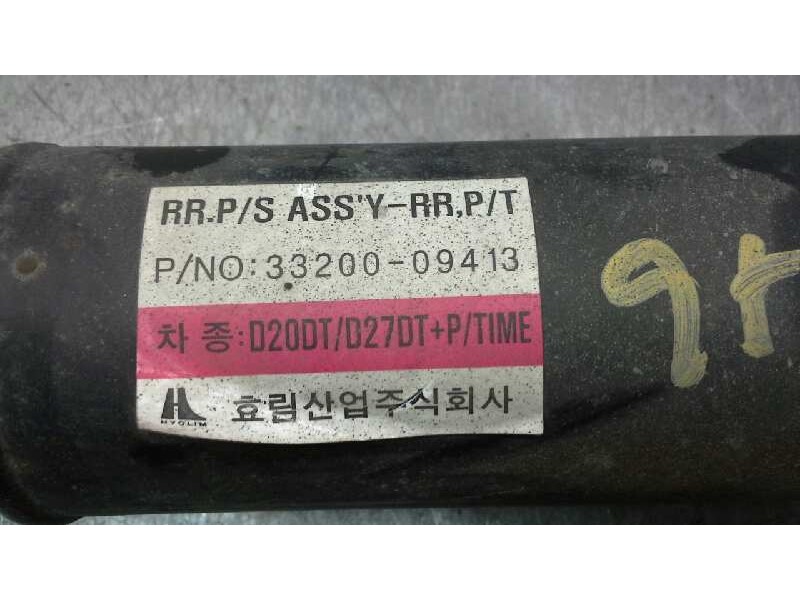 RR.P/S ASS'Y-RR,P/T
P/NO:33200-09413
차 종:D20DT/D27DT+P/TIME
HYOLIM
효림산업주식회사